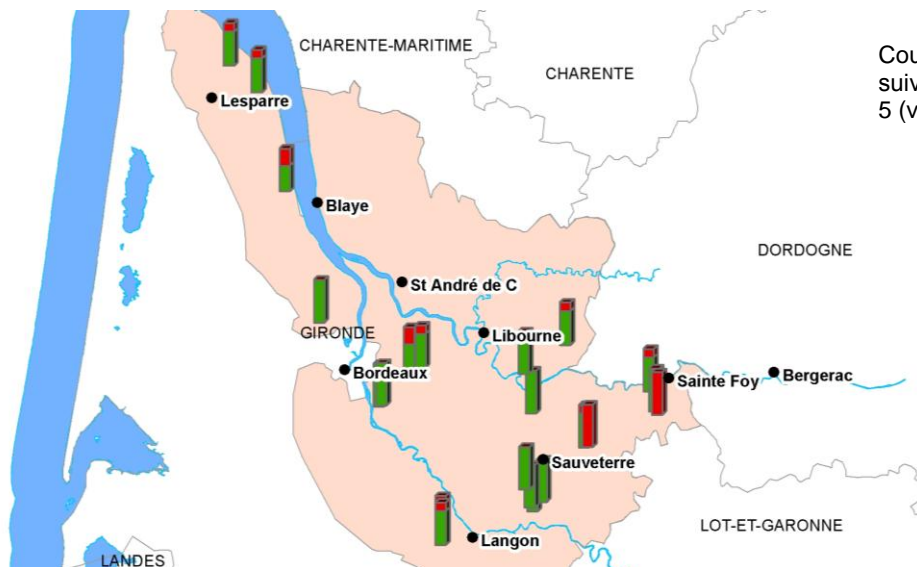 CHARENTE-MARITIME
CHARENTE
Cou
suiv
5 (v
Lesparre
Blaye
DORDOGNE
St André de C
GIRONDE
Libourne
Bordeaux
Sainte Foy
Bergerac
Sauveterre
LOT-ET-GARONNE
Langon
LANDES